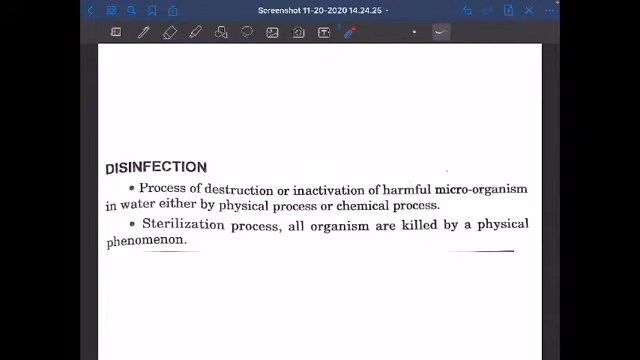 Screenshot 11-20-2020 14.24.25
DISINFECTION
• Process of destruction or inactivation of harmful micro-organism
in water either by physical process or chemical process.
• Sterilization process, all organism are killed by a physical
phenomenon.